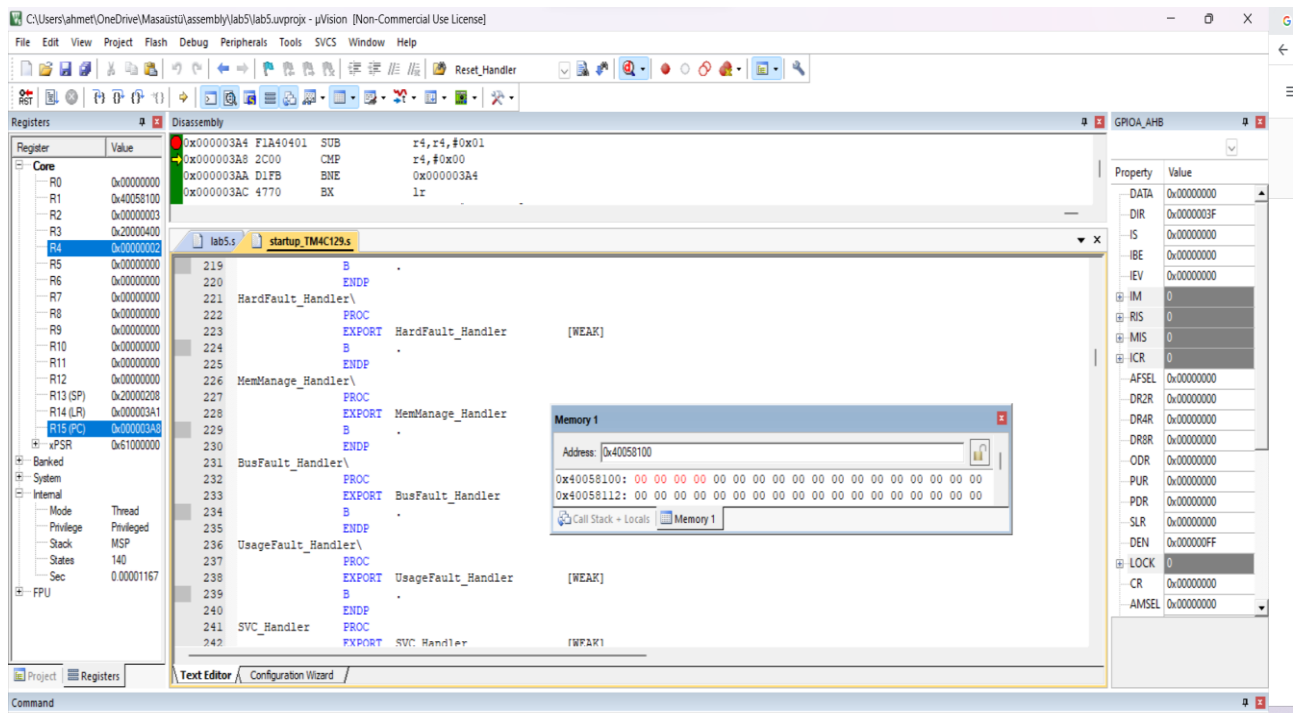 C:\Users\ahmet\OneDrive\Masaüstü\assembly\lab5\lab5.uvprojx - µVision [Non-Commercial Use License]
File Edit View Project Flash Debug Peripherals Tools SVCS Window Help
Reset_Handler
RST
Registers
Register Value
Core
R0 0x00000000
R1 0x40058100
R2 0x00000003
R3 0x20000400
R4 0x00000002
R5 0x00000000
R6 0x00000000
R7 0x00000000
R8 0x00000000
R9 0x00000000
R10 0x00000000
R11 0x00000000
R12 0x00000000
R13 (SP) 0x20000208
R14 (LR) 0x000003A1
R15 (PC) 0x000003A8
xPSR 0x61000000
Banked
System
Internal
Mode Thread
Privilege Privileged
Stack MSP
States 140
Sec 0.00001167
FPU
Project Registers
Disassembly
0x000003A4 F1A40401 SUB r4,r4,#0x01
0x000003A8 2C00 CMP r4,#0x00
0x000003AA D1FB BNE 0x000003A4
0x000003AC 4770 BX lr
lab5.s startup_TM4C129.s
219 B .
220 ENDP
221 HardFault_Handler\
222 PROC
223 EXPORT HardFault_Handler [WEAK]
224 B .
225 ENDP
226 MemManage_Handler\
227 PROC
228 EXPORT MemManage_Handler
229 B .
230 ENDP
231 BusFault_Handler\
232 PROC
233 EXPORT BusFault_Handler
234 B .
235 ENDP
236 UsageFault_Handler\
237 PROC
238 EXPORT UsageFault_Handler [WEAK]
239 B .
240 ENDP
241 SVC_Handler PROC
242 EXPORT SVC_Handler [WEAK]
Text Editor Configuration Wizard
Memory 1
Address: 0x40058100
0x40058100: 00 00 00 00 00 00 00 00 00 00 00 00 00 00 00 00 00 00
0x40058112: 00 00 00 00 00 00 00 00 00 00 00 00 00 00 00 00 00 00
Call Stack + Locals Memory 1
GPIOA_AHB
Property Value
DATA 0x00000000
DIR 0x0000003F
IS 0x00000000
IBE 0x00000000
IEV 0x00000000
IM 0
RIS 0
MIS 0
ICR 0
AFSEL 0x00000000
DR2R 0x00000000
DR4R 0x00000000
DR8R 0x00000000
ODR 0x00000000
PUR 0x00000000
PDR 0x00000000
SLR 0x00000000
DEN 0x000000FF
LOCK 0
CR 0x00000000
AMSEL 0x00000000
Command